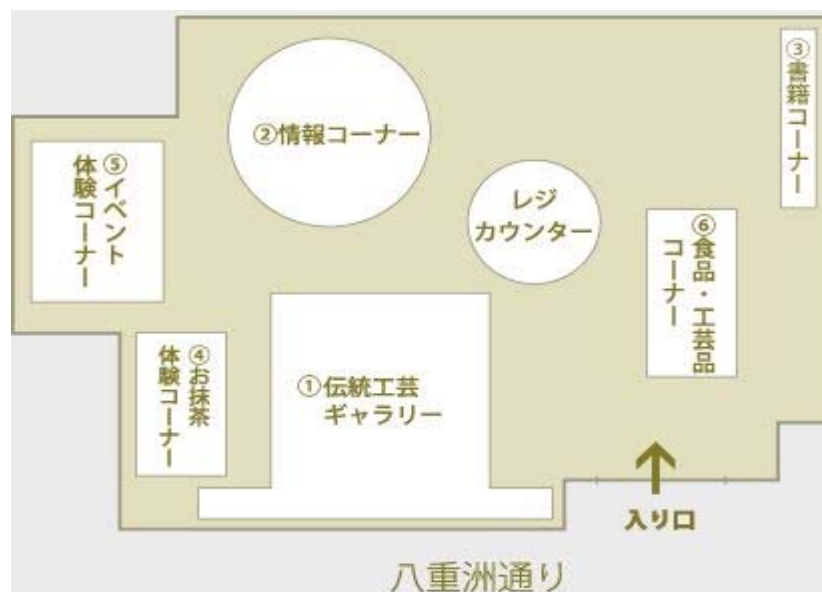 ②情報コーナー
③書籍コーナー
⑤イベント
体験コーナー
レジ
カウンター
⑥食品・工芸品
コーナー
④お抹茶
体験コーナー
①伝統工芸
ギャラリー
入り口
八重洲通り